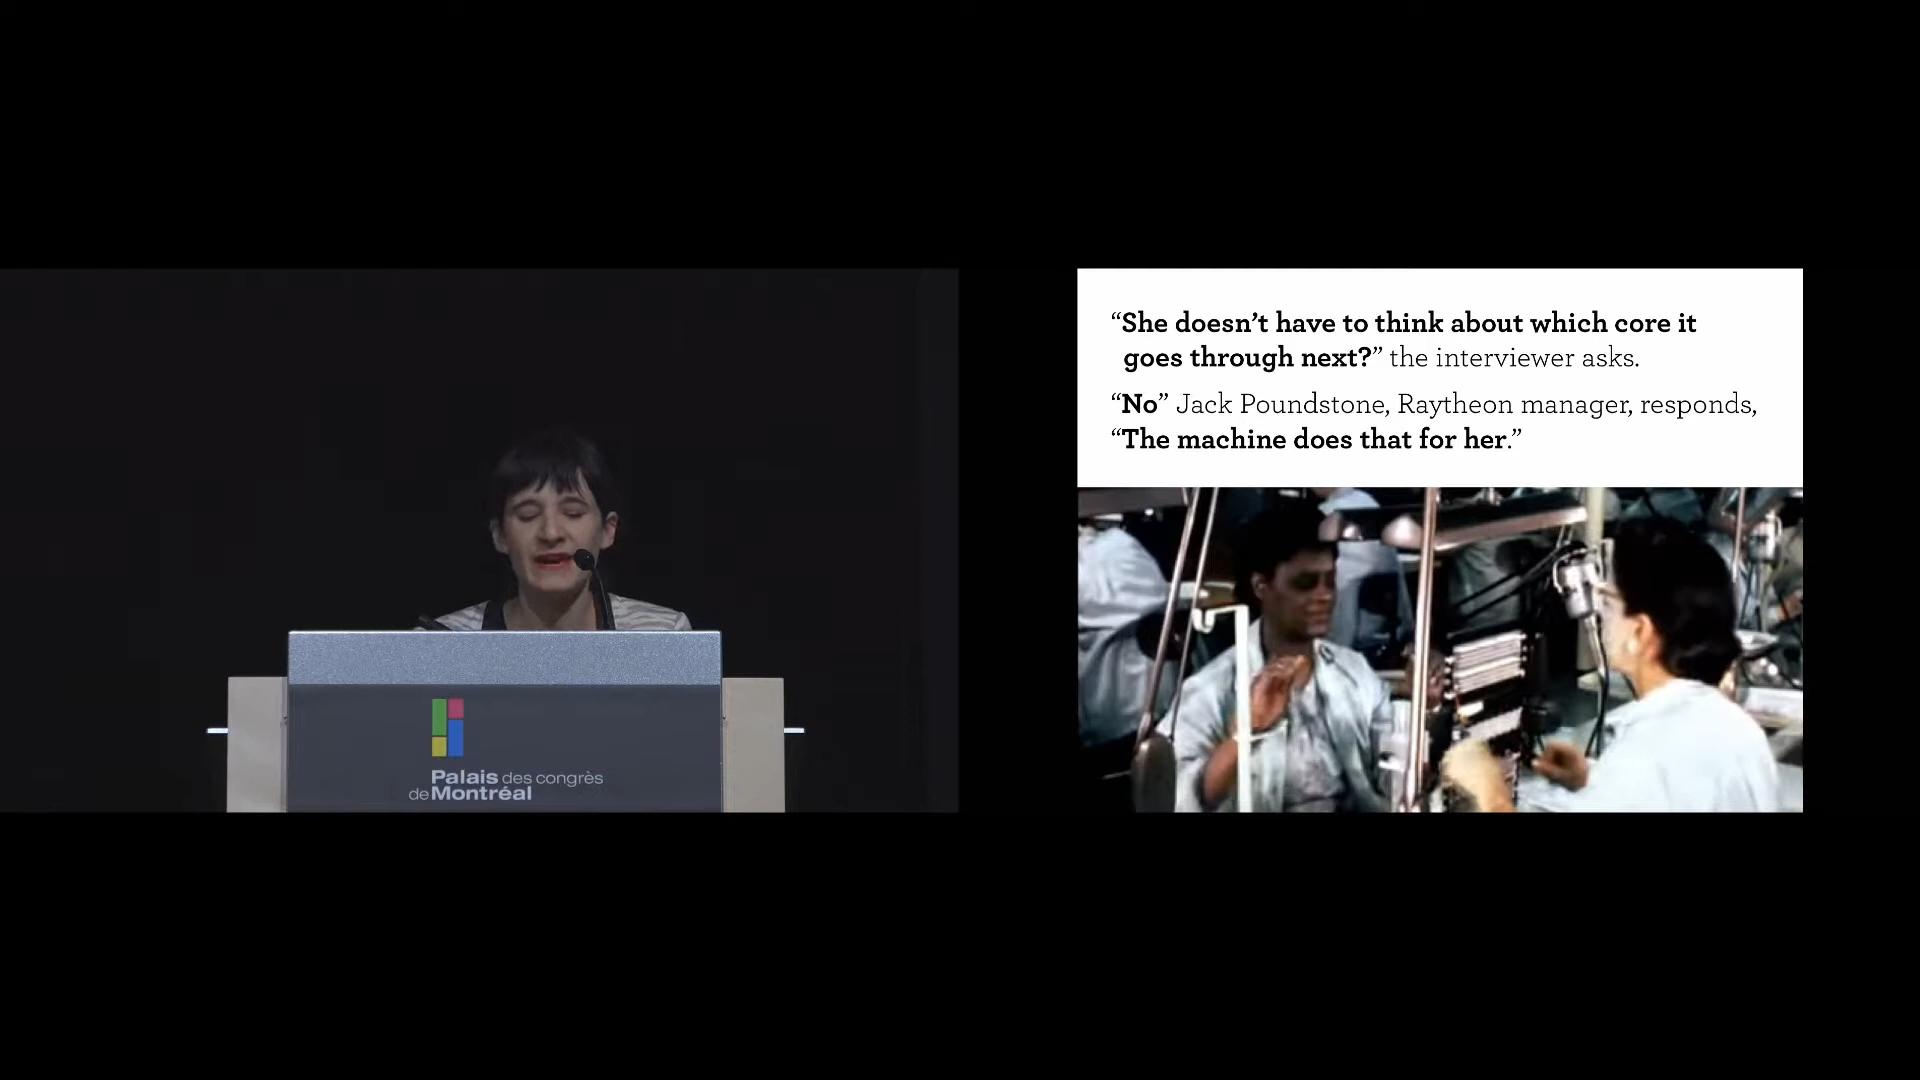 “She doesn’t have to think about which core it
goes through next?” the interviewer asks.
“No” Jack Poundstone, Raytheon manager, responds,
“The machine does that for her.”
Palais des congrès
de Montréal